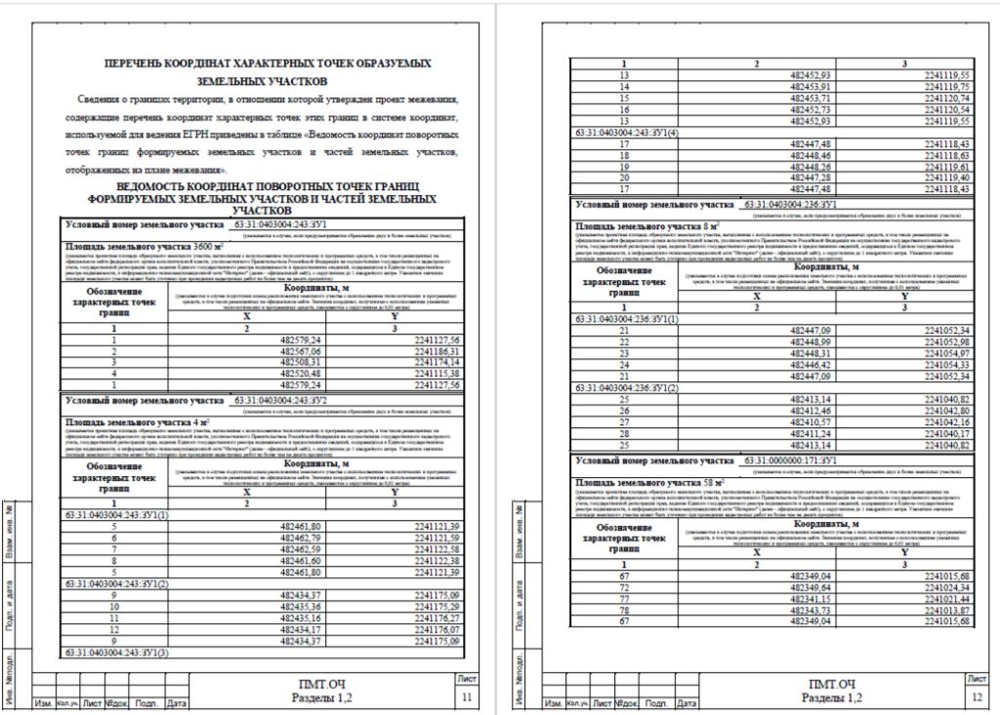 ПЕРЕЧЕНЬ КООРДИНАТ ХАРАКТЕРНЫХ ТОЧЕК ОБРАЗУЕМЫХ
ЗЕМЕЛЬНЫХ УЧАСТКОВ
Сведения о границах территории, в отношении которой утвержден проект межевания,
содержащие перечень координат характерных точек этих границ в системе координат,
используемой для ведения ЕГРН приведены в таблице «Ведомость координат поворотных
точек границ формируемых земельных участков и частей земельных участков,
отображенных на плане межевания».
ВЕДОМОСТЬ КООРДИНАТ ПОВОРОТНЫХ ТОЧЕК ГРАНИЦ
ФОРМИРУЕМЫХ ЗЕМЕЛЬНЫХ УЧАСТКОВ И ЧАСТЕЙ ЗЕМЕЛЬНЫХ
УЧАСТКОВ
Условный номер земельного участка 63:31:0403004:243:ЗУ1
(указывается в случае, если предусматривается образование двух и более земельных участков)
Площадь земельного участка 3600 м²
Обозначение характерных точек границ
Координаты, м
X Y
1 2 3
1 482579,24 2241127,56
2 482567,06 2241186,31
3 482508,31 2241174,14
4 482520,48 2241115,38
1 482579,24 2241127,56
Условный номер земельного участка 63:31:0403004:243:ЗУ2
(указывается в случае, если предусматривается образование двух и более земельных участков)
Площадь земельного участка 4 м²
Обозначение характерных точек границ
Координаты, м
X Y
1 2 3
63:31:0403004:243:ЗУ1(1)
5 482461,80 2241121,39
6 482462,79 2241121,59
7 482462,59 2241122,58
8 482461,60 2241122,38
5 482461,80 2241121,39
63:31:0403004:243:ЗУ1(2)
9 482434,37 2241175,09
10 482435,36 2241175,29
11 482435,16 2241176,27
12 482434,17 2241176,07
9 482434,37 2241175,09
63:31:0403004:243:ЗУ1(3)
Взам. инв. №
Подп. и дата
Инв. №подл.
Изм. Кол.уч. Лист №док. Подп. Дата
ПМТ.ОЧ
Разделы 1,2
Лист
11
1 2 3
13 482452,93 2241119,55
14 482453,91 2241119,75
15 482453,71 2241120,74
16 482452,73 2241120,54
13 482452,93 2241119,55
63:31:0403004:243:ЗУ1(4)
17 482447,48 2241118,43
18 482448,46 2241118,63
19 482448,26 2241119,61
20 482447,28 2241119,40
17 482447,48 2241118,43
Условный номер земельного участка 63:31:0403004:236:ЗУ1
(указывается в случае, если предусматривается образование двух и более земельных участков)
Площадь земельного участка 8 м²
Обозначение характерных точек границ
Координаты, м
X Y
1 2 3
63:31:0403004:236:ЗУ1(1)
21 482447,09 2241052,34
22 482448,99 2241052,98
23 482448,31 2241054,97
24 482446,42 2241054,33
21 482447,09 2241052,34
63:31:0403004:236:ЗУ1(2)
25 482413,14 2241040,82
26 482412,46 2241042,80
27 482410,57 2241042,16
28 482411,24 2241040,17
25 482413,14 2241040,82
Условный номер земельного участка 63:31:0000000:171:ЗУ1
(указывается в случае, если предусматривается образование двух и более земельных участков)
Площадь земельного участка 58 м²
Обозначение характерных точек границ
Координаты, м
X Y
1 2 3
67 482349,04 2241015,68
72 482349,64 2241024,34
77 482341,15 2241021,44
78 482343,73 2241013,87
67 482349,04 2241015,68
Взам. инв. №
Подп. и дата
Инв. №подл.
Изм. Кол.уч. Лист №док. Подп. Дата
ПМТ.ОЧ
Разделы 1,2
Лист
12